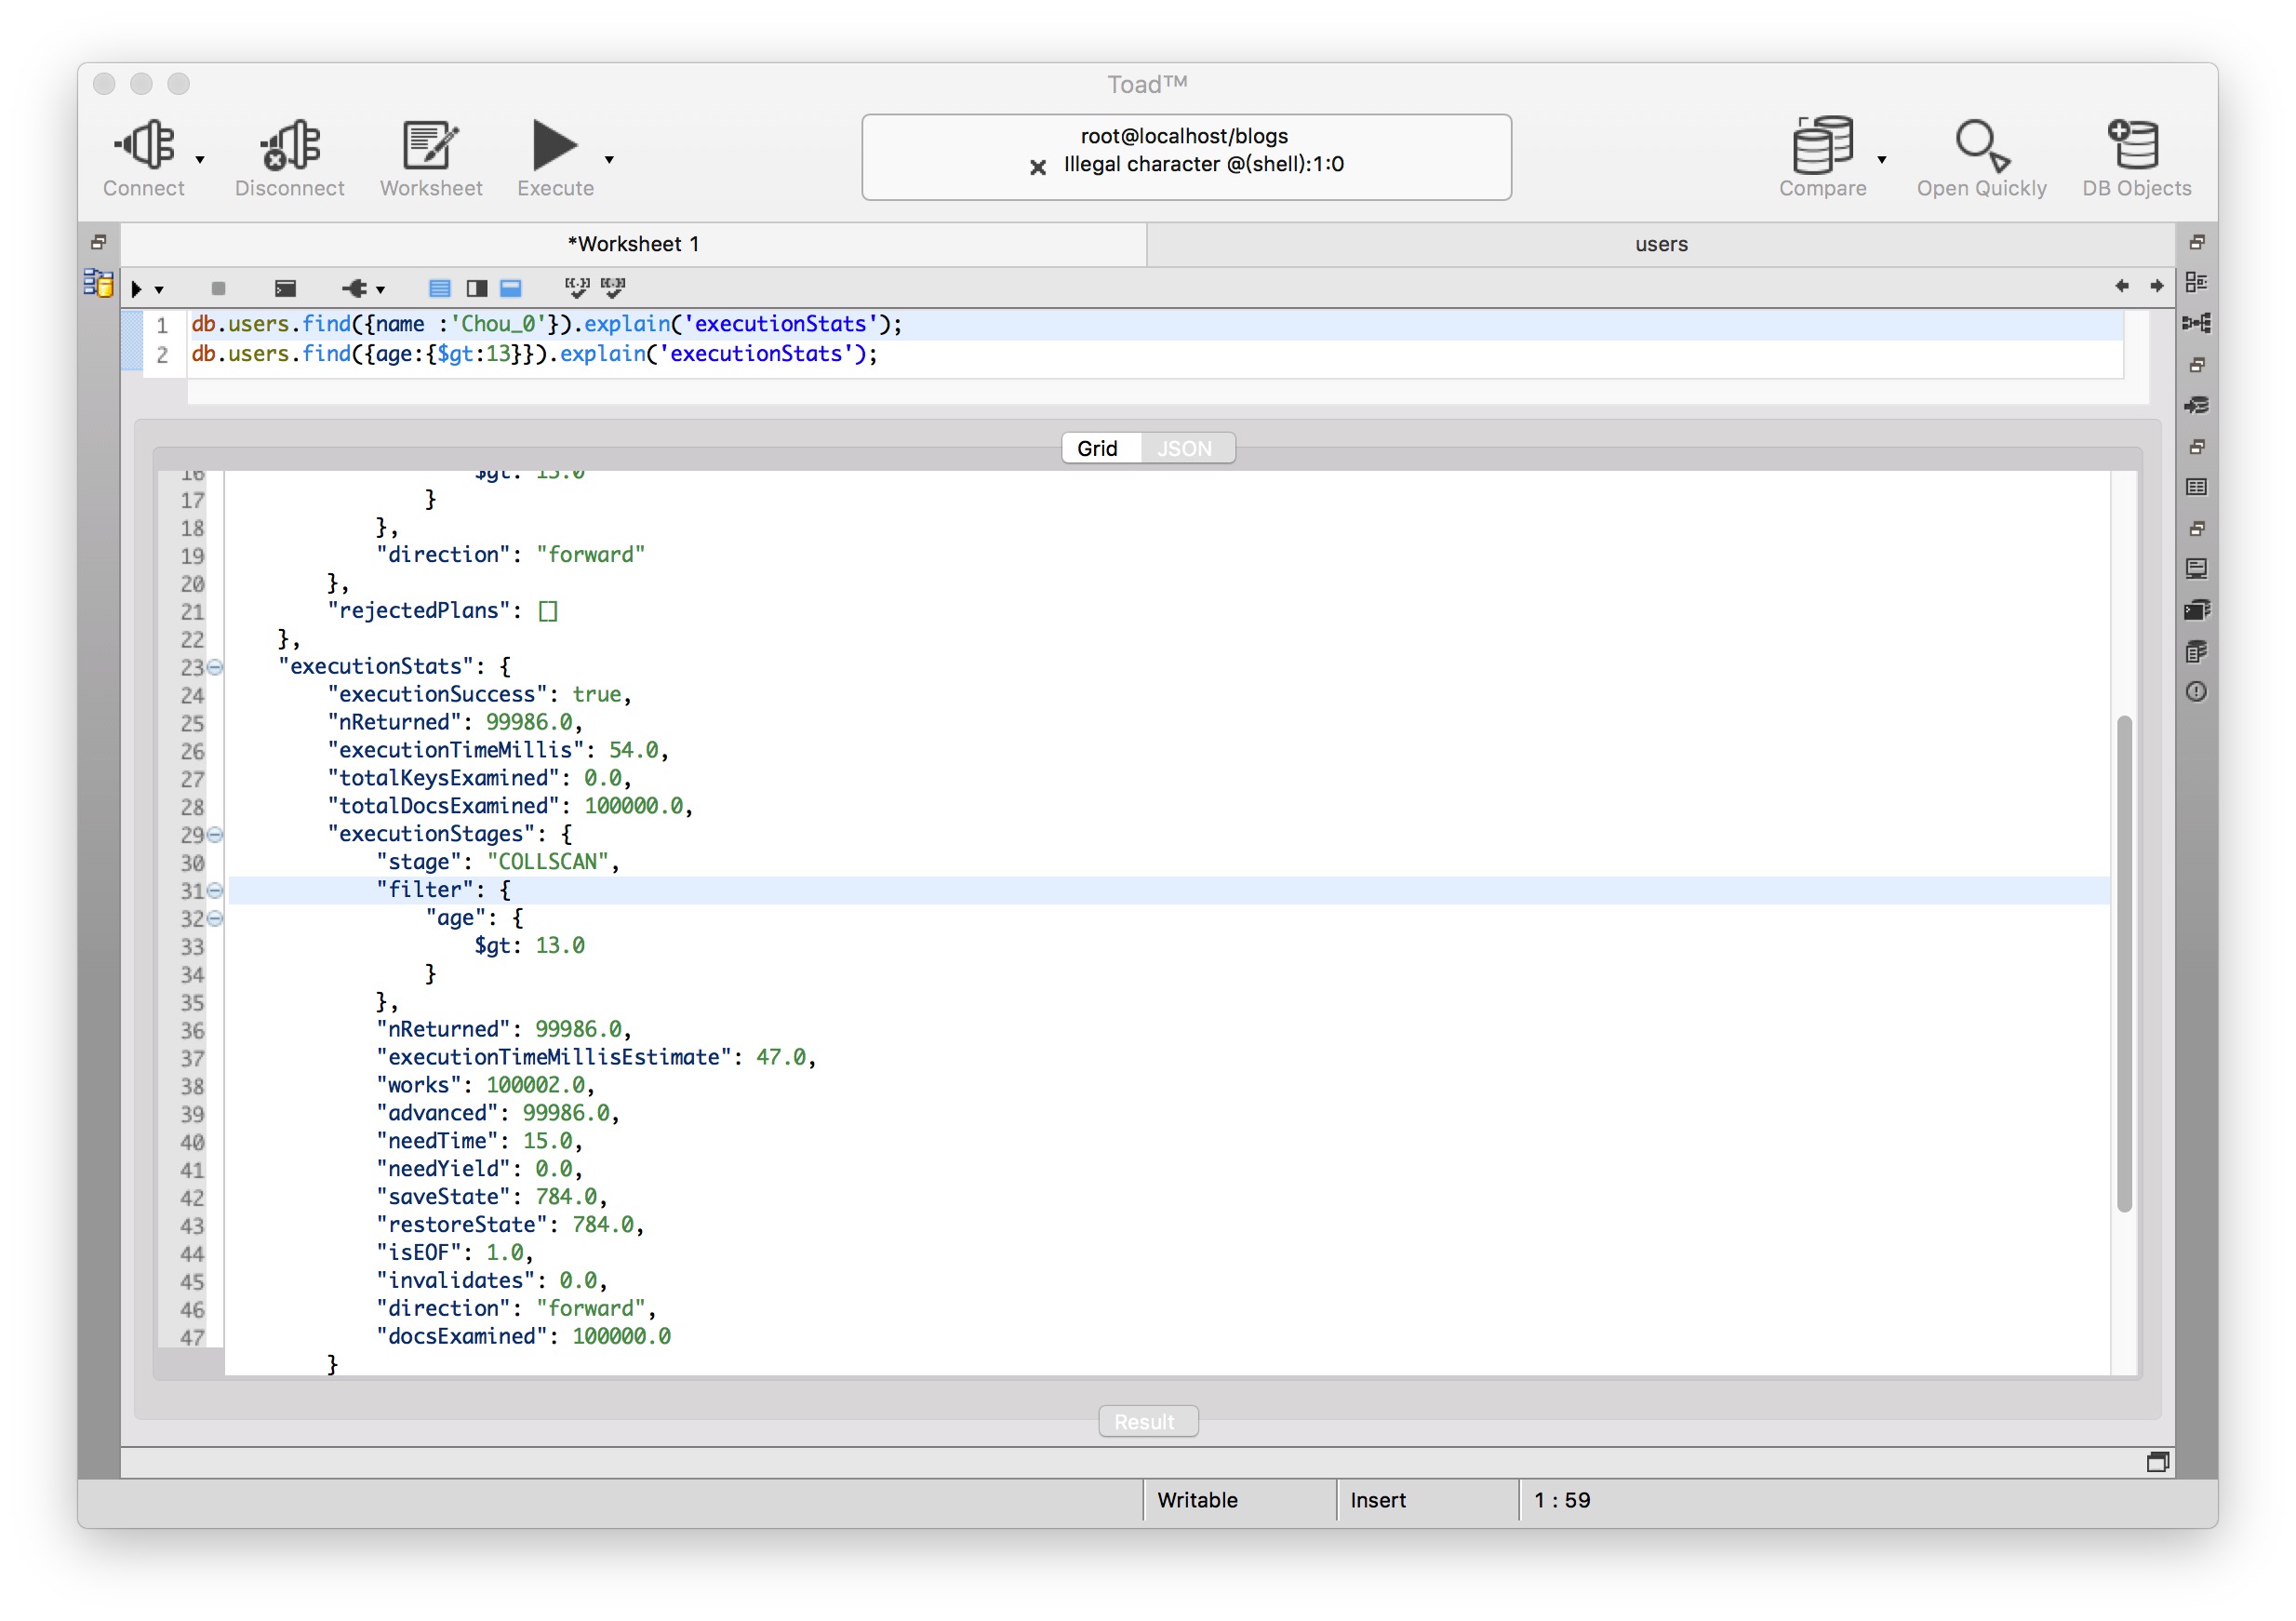 Toad™
Connect
Disconnect
Worksheet
Execute
root@localhost/blogs
Illegal character @(shell):1:0
Compare
Open Quickly
DB Objects
*Worksheet 1
users
1 db.users.find({name :'Chou_0'}).explain('executionStats');
2 db.users.find({age:{$gt:13}}).explain('executionStats');
Grid JSON
16 $gt: 13.0
17 }
18 },
19 "direction": "forward"
20 },
21 "rejectedPlans": []
22 },
23 "executionStats": {
24 "executionSuccess": true,
25 "nReturned": 99986.0,
26 "executionTimeMillis": 54.0,
27 "totalKeysExamined": 0.0,
28 "totalDocsExamined": 100000.0,
29 "executionStages": {
30 "stage": "COLLSCAN",
31 "filter": {
32 "age": {
33 $gt: 13.0
34 }
35 },
36 "nReturned": 99986.0,
37 "executionTimeMillisEstimate": 47.0,
38 "works": 100002.0,
39 "advanced": 99986.0,
40 "needTime": 15.0,
41 "needYield": 0.0,
42 "saveState": 784.0,
43 "restoreState": 784.0,
44 "isEOF": 1.0,
45 "invalidates": 0.0,
46 "direction": "forward",
47 "docsExamined": 100000.0
}
Result
Writable
Insert
1 : 59